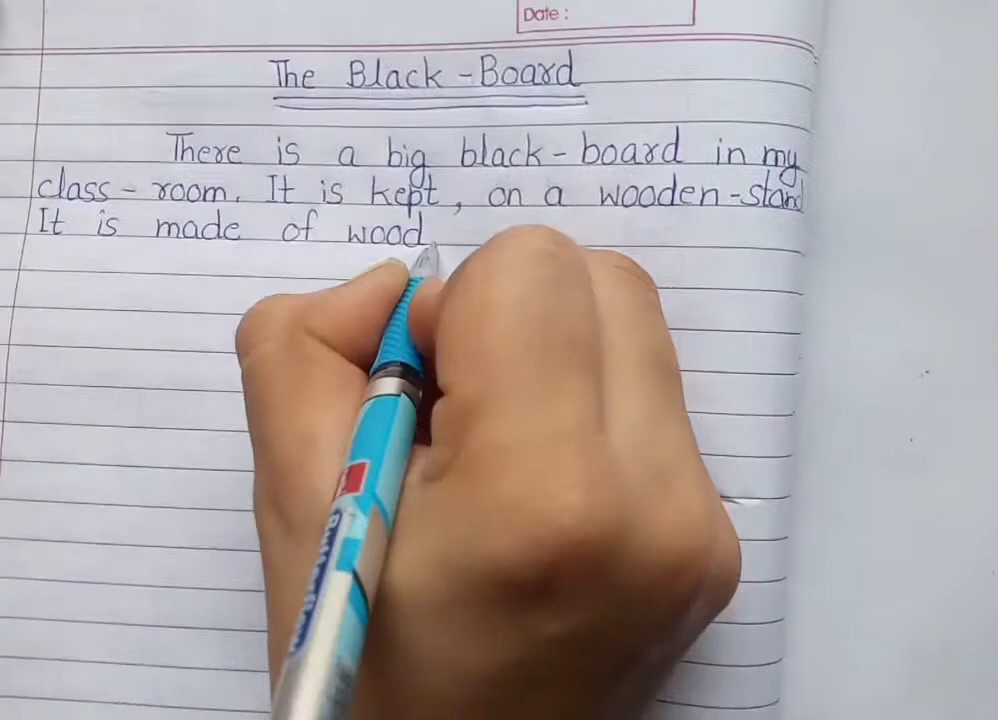 Date :
The Black-Board
There is a big black-board in my
class-room. It is kept, on a wooden-stand
It is made of wood